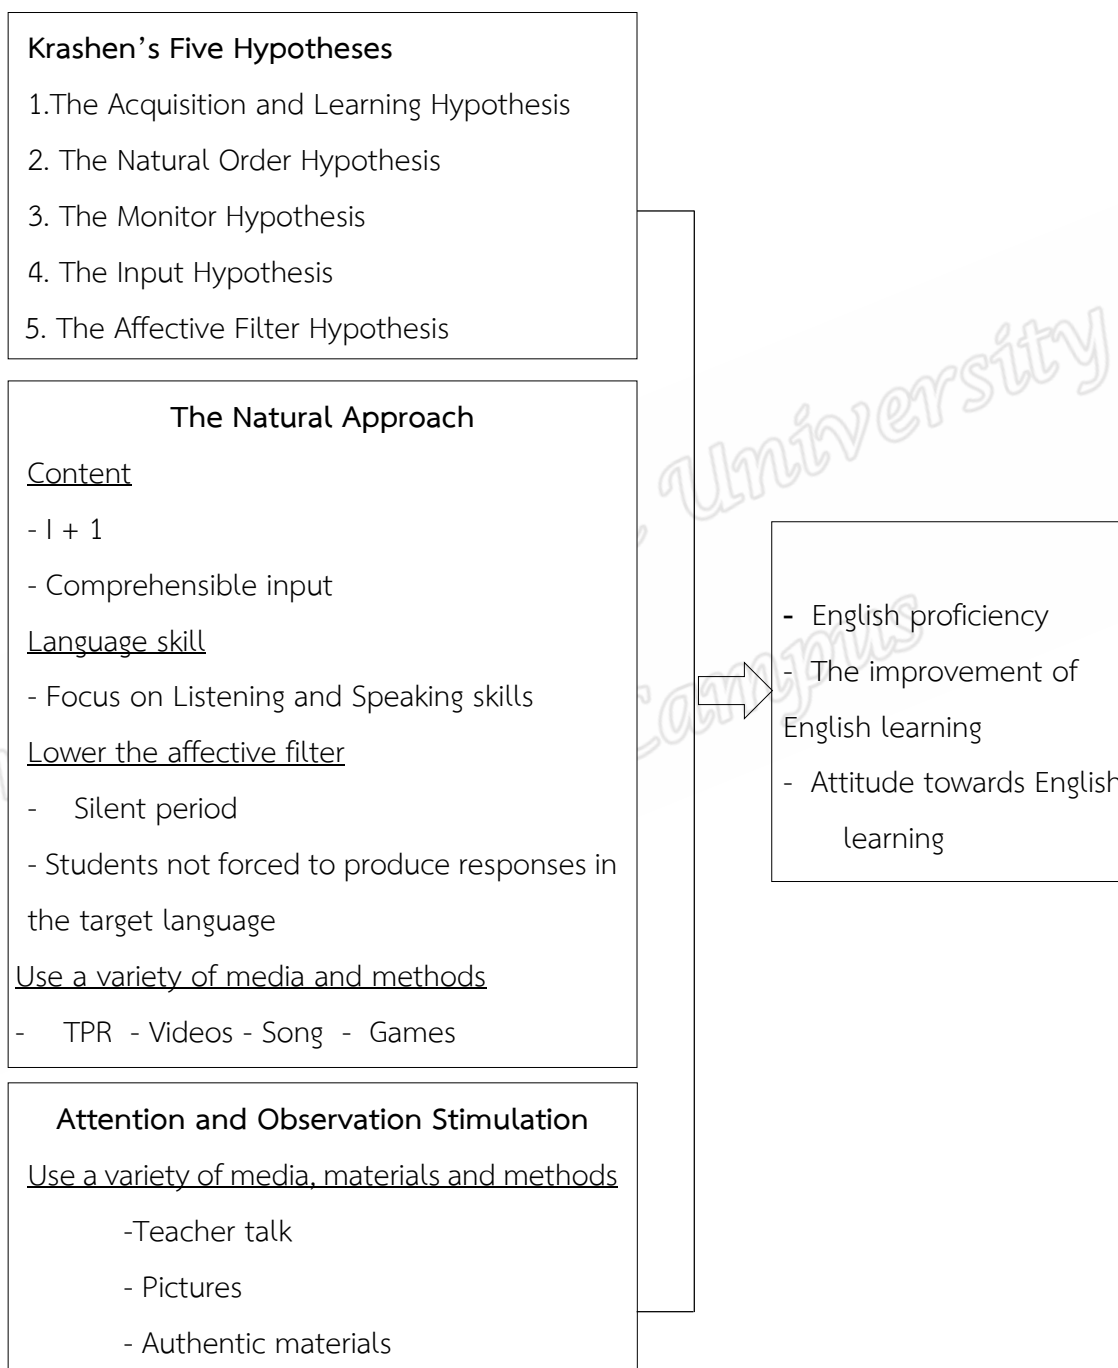 Krashen’s Five Hypotheses
1.The Acquisition and Learning Hypothesis
2. The Natural Order Hypothesis
3. The Monitor Hypothesis
4. The Input Hypothesis
5. The Affective Filter Hypothesis
The Natural Approach
Content
- I + 1
- Comprehensible input
Language skill
- Focus on Listening and Speaking skills
Lower the affective filter
- Silent period
- Students not forced to produce responses in
the target language
Use a variety of media and methods
- TPR - Videos - Song - Games
Attention and Observation Stimulation
Use a variety of media, materials and methods
-Teacher talk
- Pictures
- Authentic materials
- English proficiency
- The improvement of
English learning
- Attitude towards English
learning
University
Campus